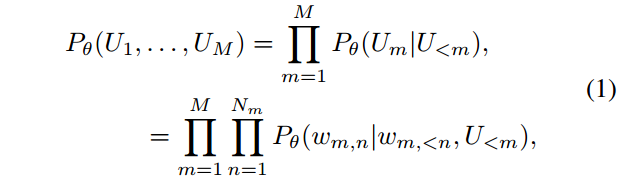 P_θ(U_1, . . . , U_M) = ∏_{m=1}^{M} P_θ(U_m|U_{<m}),
= ∏_{m=1}^{M} ∏_{n=1}^{N_m} P_θ(w_{m,n}|w_{m,<n}, U_{<m}),
(1)